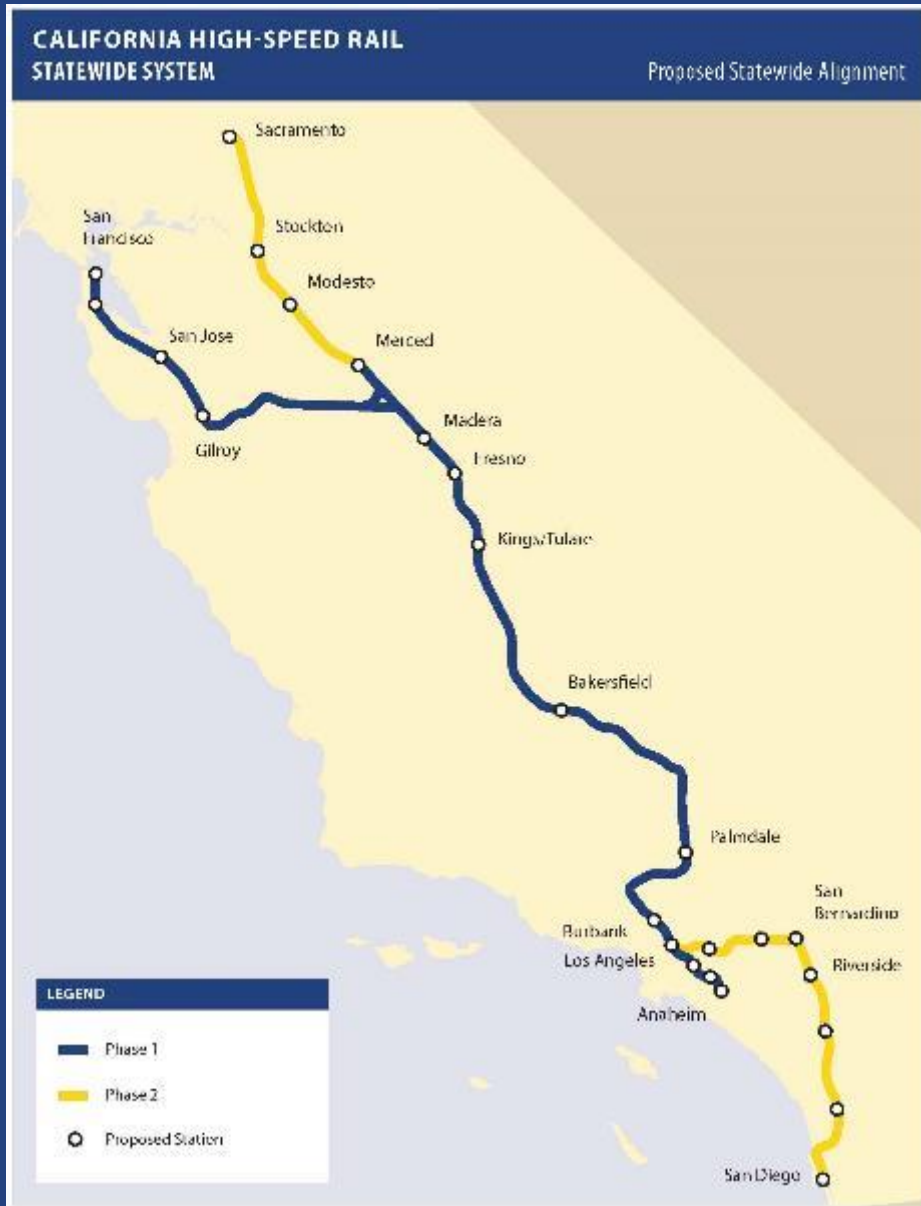 CALIFORNIA HIGH-SPEED RAIL
STATEWIDE SYSTEM
Proposed Statewide Alignment
Sacramento
San
Francisco
Stockton
Modesto
San Jose
Merced
Gilroy
Madera
Fresno
Kings/Tulare
Bakersfield
Palmdale
San
Bernardino
Burbank
Los Angeles
Riverside
Anaheim
LEGEND
Phase 1
Phase 2
Proposed Station
San Diego